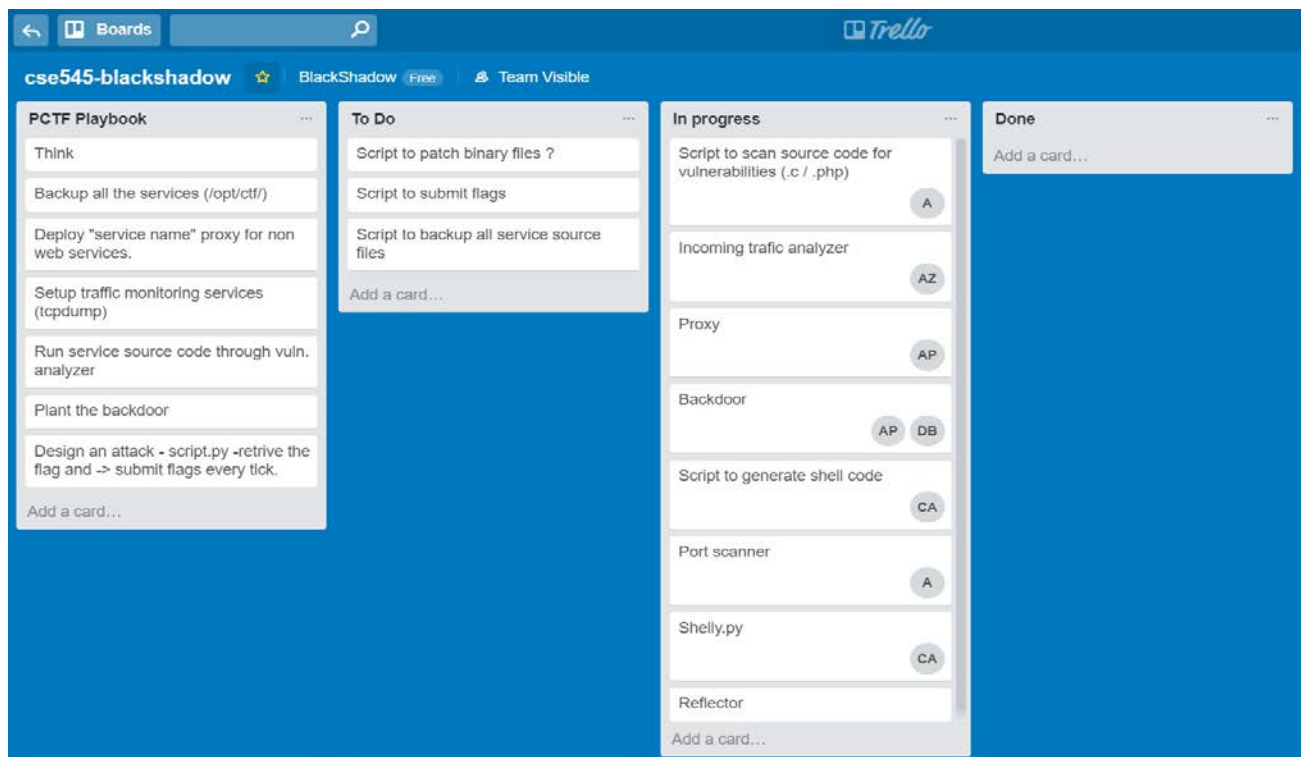 Boards
Trello
cse545-blackshadow
BlackShadow Free
Team Visible
PCTF Playbook
Think
Backup all the services (/opt/ctf/)
Deploy "service name" proxy for non
web services.
Setup traffic monitoring services
(tcpdump)
Run service source code through vuln.
analyzer
Plant the backdoor
Design an attack - script.py -retrive the
flag and -> submit flags every tick.
Add a card...
To Do
Script to patch binary files ?
Script to submit flags
Script to backup all service source
files
Add a card...
In progress
Script to scan source code for
vulnerabilities (.c / .php)
A
Incoming trafic analyzer
AZ
Proxy
AP
Backdoor
AP DB
Script to generate shell code
CA
Port scanner
A
Shelly.py
CA
Reflector
Add a card...
Done
Add a card...